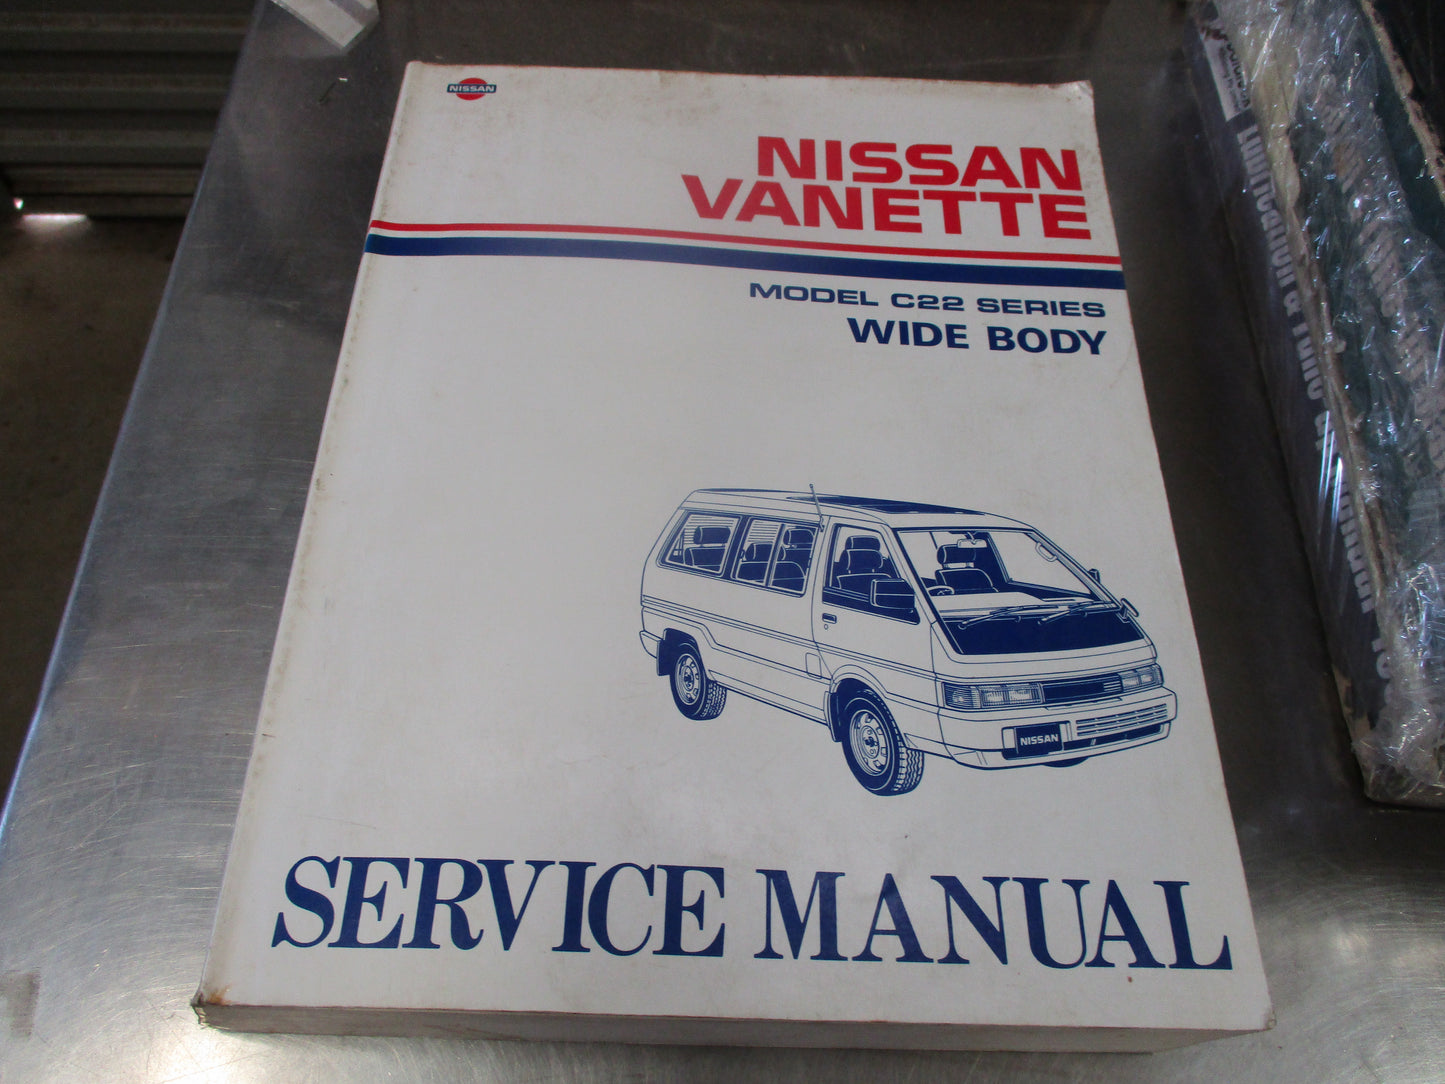 NISSAN
NISSAN
VANETTE
MODEL C22 SERIES
WIDE BODY
NISSAN
SERVICE MANUAL